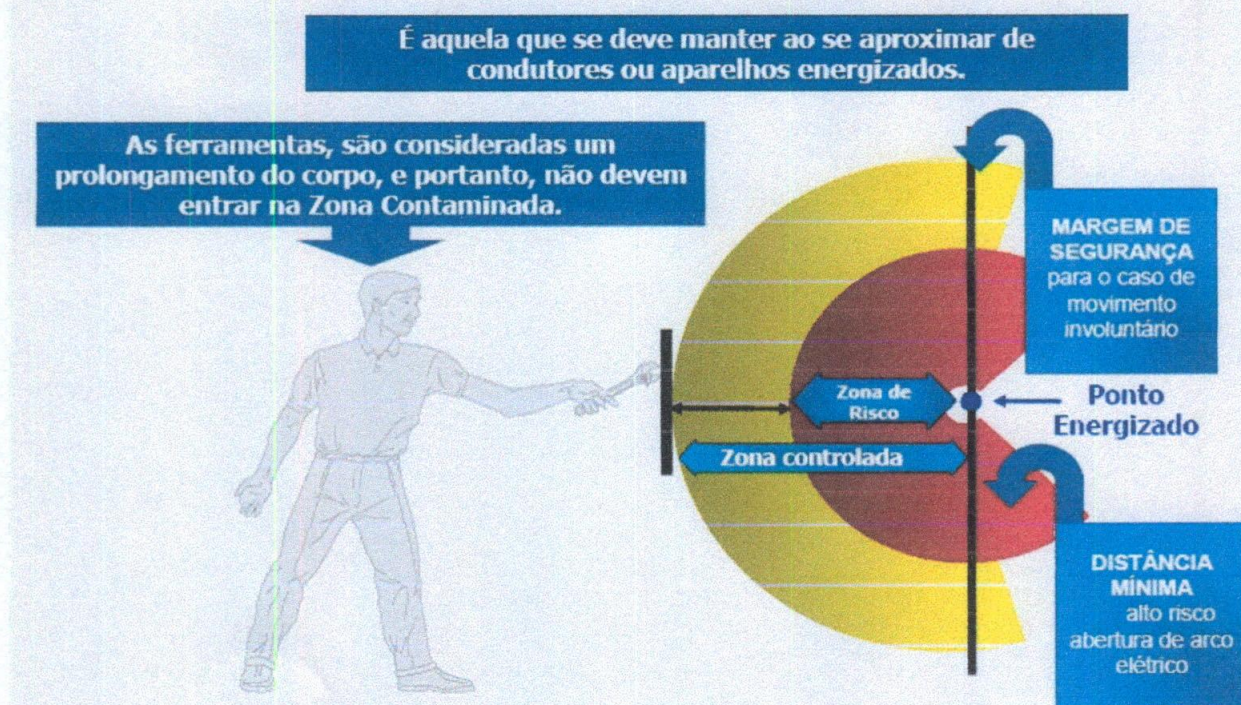 É aquela que se deve manter ao se aproximar de
condutores ou aparelhos energizados.
As ferramentas, são consideradas um
prolongamento do corpo, e portanto, não devem
entrar na Zona Contaminada.
MARGEM DE
SEGURANÇA
para o caso de
movimento
involuntário
Zona de
Risco
Ponto
Energizado
Zona controlada
DISTÂNCIA
MÍNIMA
alto risco
abertura de arco
elétrico